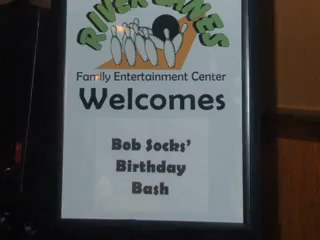 RIVER LANES
Family Entertainment Center
Welcomes
Bob Socks'
Birthday
Bash